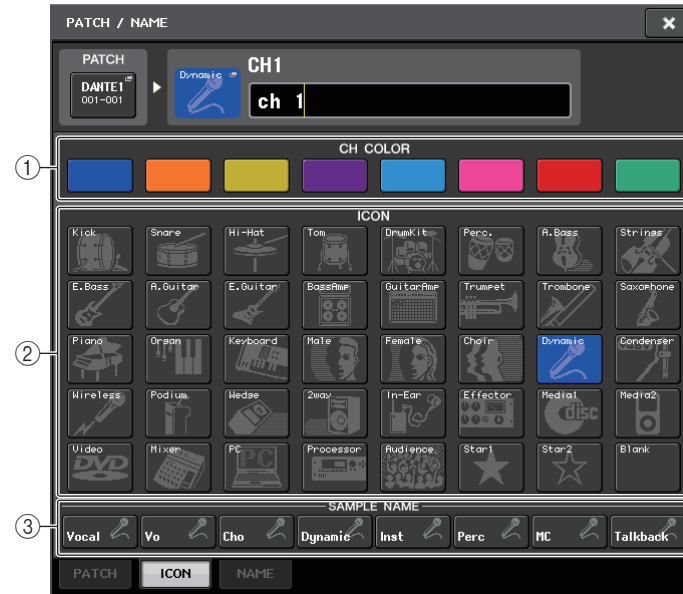 PATCH / NAME
PATCH
DANTE1
001-001
Dynamic
CH1
ch 1
1
CH COLOR
2
ICON
Kick Snare Hi-Hat Tom DrumKit Perc. A.Bass Strings
E.Bass A.Guitar E.Guitar BassAmp GuitarAmp Trumpet Trombone Saxophone
Piano Organ Keyboard Male Female Choir Dynamic Condenser
Wireless Podium Wedge 2way In-Ear Effector Media1 Media2
disc
Video Mixer PC Processor Audience Star1 Star2 Blank
DVD PC
3
SAMPLE NAME
Vocal Vo Cho Dynamic Inst Perc MC Talkback
PATCH ICON NAME